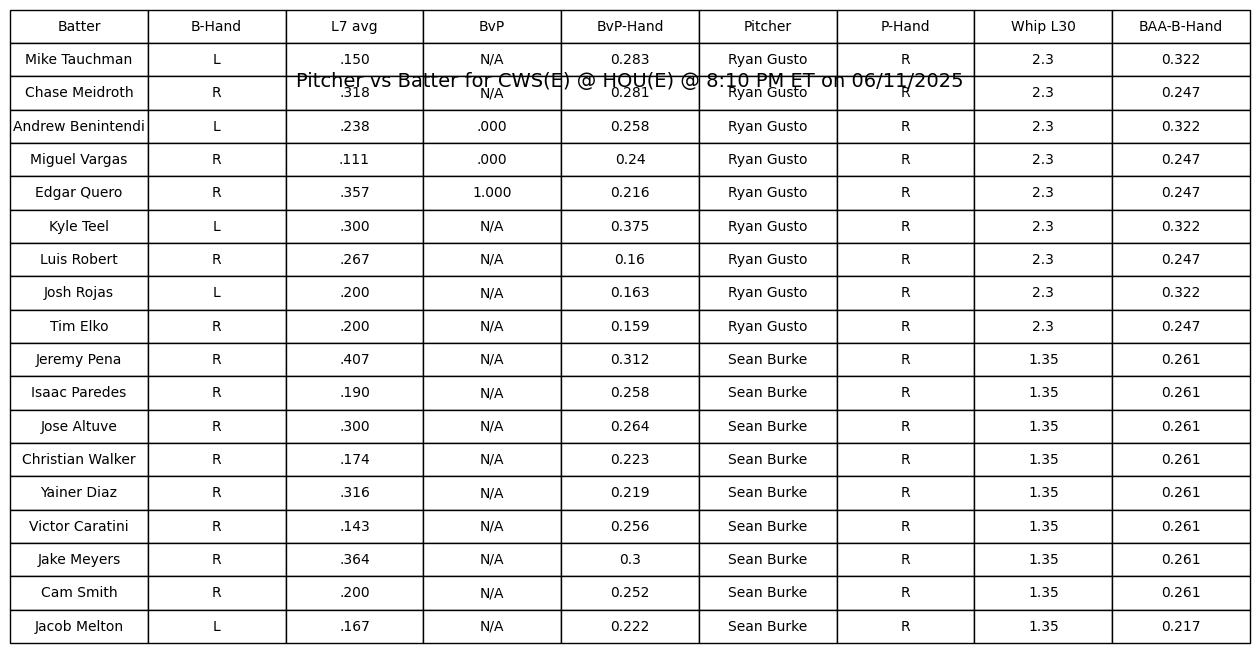 Batter B-Hand L7 avg BvP BvP-Hand Pitcher P-Hand Whip L30 BAA-B-Hand
Mike Tauchman L .150 N/A 0.283 Ryan Gusto R 2.3 0.322
Pitcher vs Batter for CWS(E) @ HOU(E) @ 8:10 PM ET on 06/11/2025
Chase Meidroth R .318 N/A 0.281 Ryan Gusto R 2.3 0.247
Andrew Benintendi L .238 .000 0.258 Ryan Gusto R 2.3 0.322
Miguel Vargas R .111 .000 0.24 Ryan Gusto R 2.3 0.247
Edgar Quero R .357 1.000 0.216 Ryan Gusto R 2.3 0.247
Kyle Teel L .300 N/A 0.375 Ryan Gusto R 2.3 0.322
Luis Robert R .267 N/A 0.16 Ryan Gusto R 2.3 0.247
Josh Rojas L .200 N/A 0.163 Ryan Gusto R 2.3 0.322
Tim Elko R .200 N/A 0.159 Ryan Gusto R 2.3 0.247
Jeremy Pena R .407 N/A 0.312 Sean Burke R 1.35 0.261
Isaac Paredes R .190 N/A 0.258 Sean Burke R 1.35 0.261
Jose Altuve R .300 N/A 0.264 Sean Burke R 1.35 0.261
Christian Walker R .174 N/A 0.223 Sean Burke R 1.35 0.261
Yainer Diaz R .316 N/A 0.219 Sean Burke R 1.35 0.261
Victor Caratini R .143 N/A 0.256 Sean Burke R 1.35 0.261
Jake Meyers R .364 N/A 0.3 Sean Burke R 1.35 0.261
Cam Smith R .200 N/A 0.252 Sean Burke R 1.35 0.261
Jacob Melton L .167 N/A 0.222 Sean Burke R 1.35 0.217